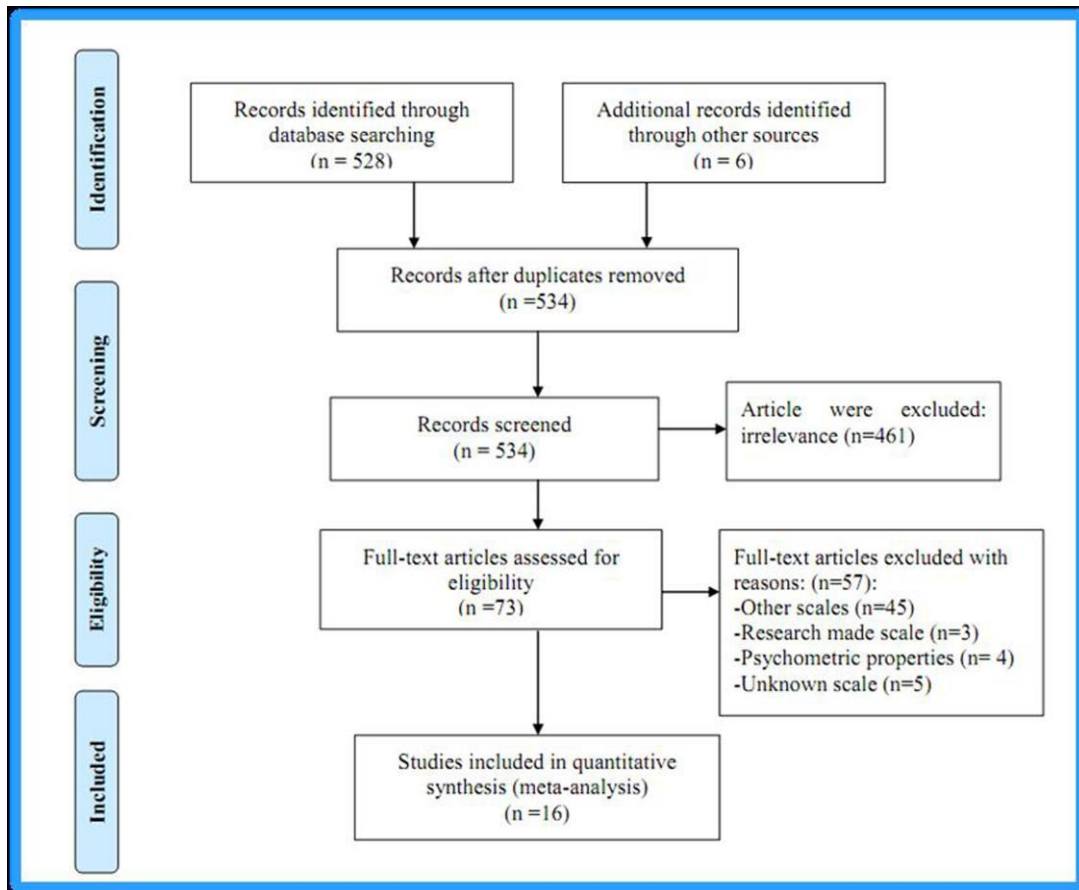 Identification
Records identified through
database searching
(n = 528)
Additional records identified
through other sources
(n = 6)
Records after duplicates removed
(n =534)
Screening
Records screened
(n = 534)
Article were excluded:
irrelevance (n=461)
Eligibility
Full-text articles assessed for
eligibility
(n =73)
Full-text articles excluded with
reasons: (n=57):
-Other scales (n=45)
-Research made scale (n=3)
-Psychometric properties (n= 4)
-Unknown scale (n=5)
Included
Studies included in quantitative
synthesis (meta-analysis)
(n =16)